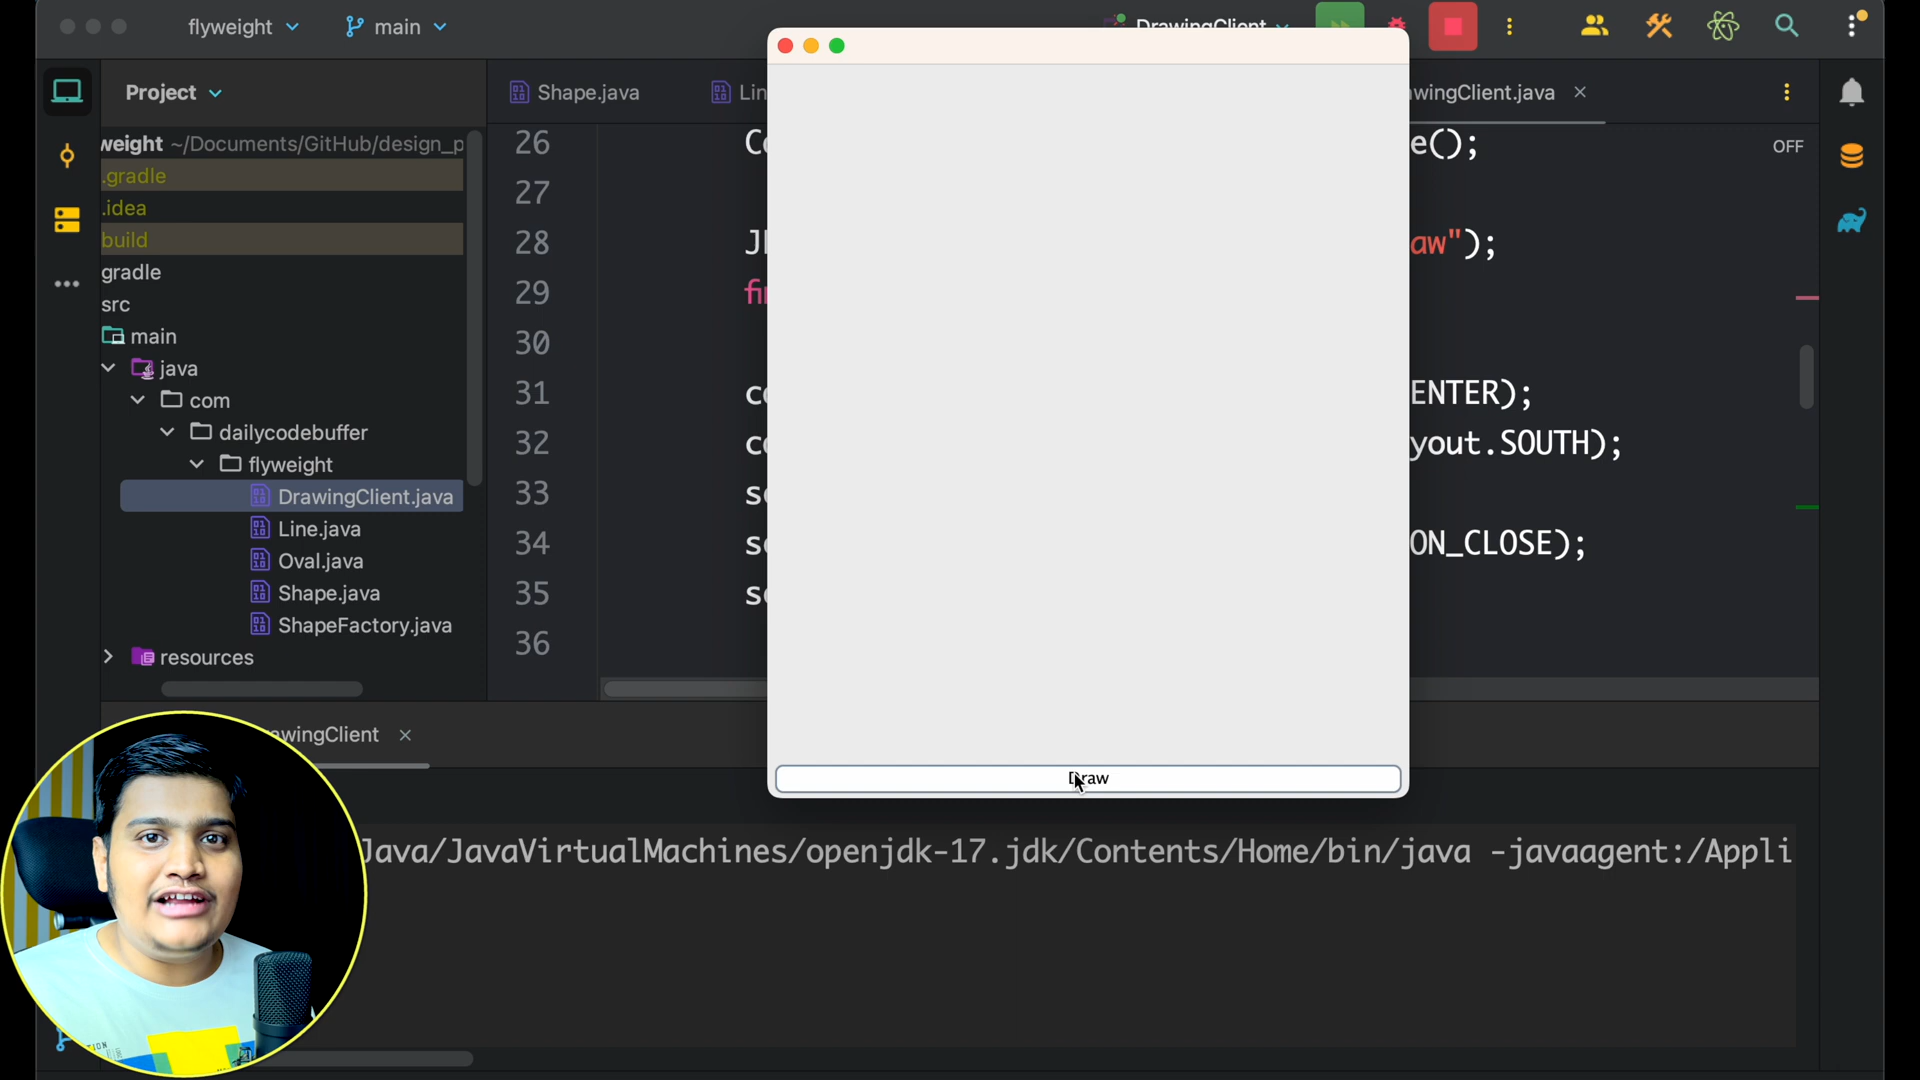 flyweight
main
DrawingClient
Project
Shape.java
wingClient.java
weight ~/Documents/GitHub/design_p
.gradle
.idea
build
gradle
src
main
java
com
dailycodebuffer
flyweight
DrawingClient.java
Line.java
Oval.java
Shape.java
ShapeFactory.java
resources
OFF
26 e();
27
28 aw");
29
30
31 ENTER);
32 yout.SOUTH);
33
34 ON_CLOSE);
35
36
Draw
awingClient
Java/JavaVirtualMachines/openjdk-17.jdk/Contents/Home/bin/java -javaagent:/Appli